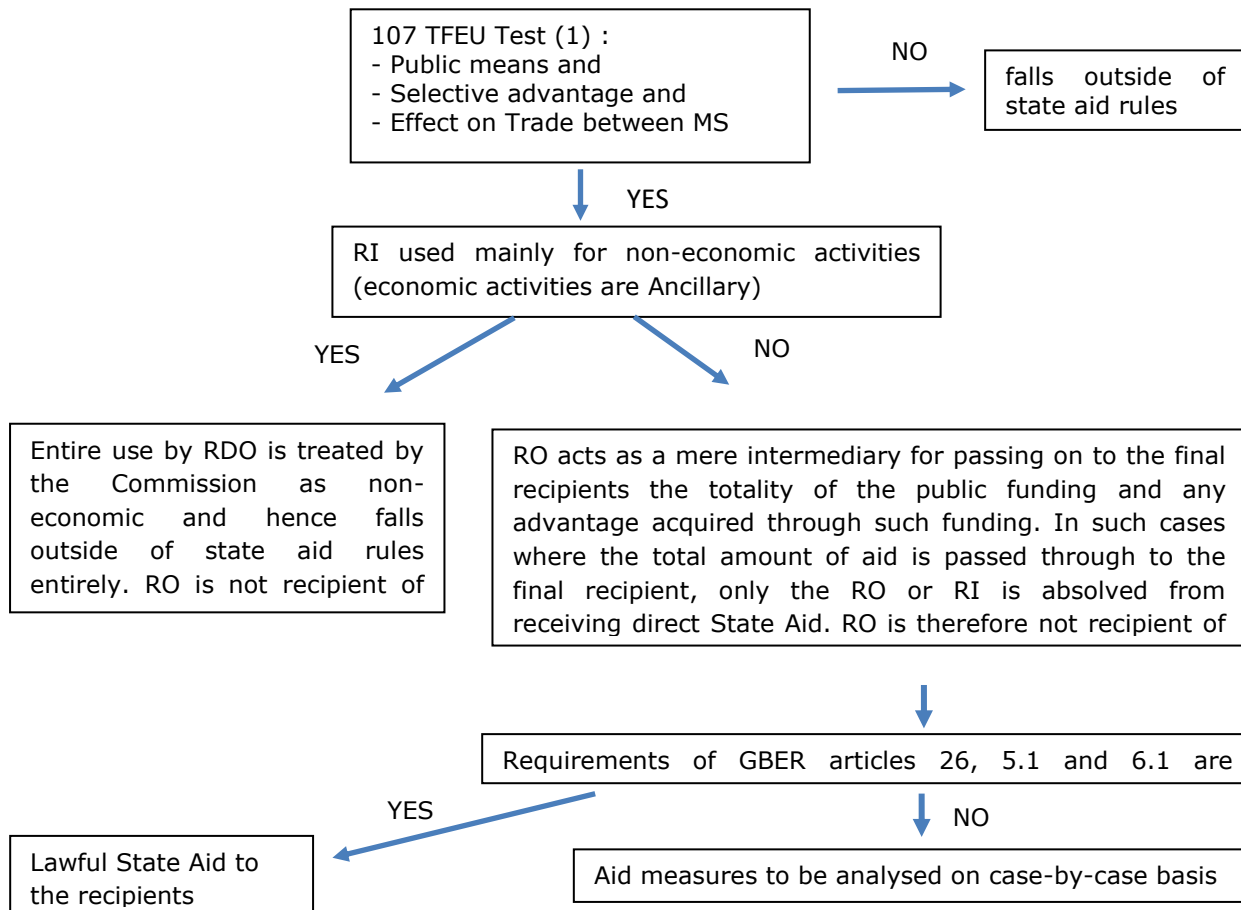 107 TFEU Test (1) :
- Public means and
- Selective advantage and
- Effect on Trade between MS
NO
falls outside of
state aid rules
YES
RI used mainly for non-economic activities
(economic activities are Ancillary)
YES
NO
Entire use by RDO is treated by
the Commission as non-
economic and hence falls
outside of state aid rules
entirely. RO is not recipient of
RO acts as a mere intermediary for passing on to the final
recipients the totality of the public funding and any
advantage acquired through such funding. In such cases
where the total amount of aid is passed through to the
final recipient, only the RO or RI is absolved from
receiving direct State Aid. RO is therefore not recipient of
Requirements of GBER articles 26, 5.1 and 6.1 are
YES
NO
Lawful State Aid to
the recipients
Aid measures to be analysed on case-by-case basis